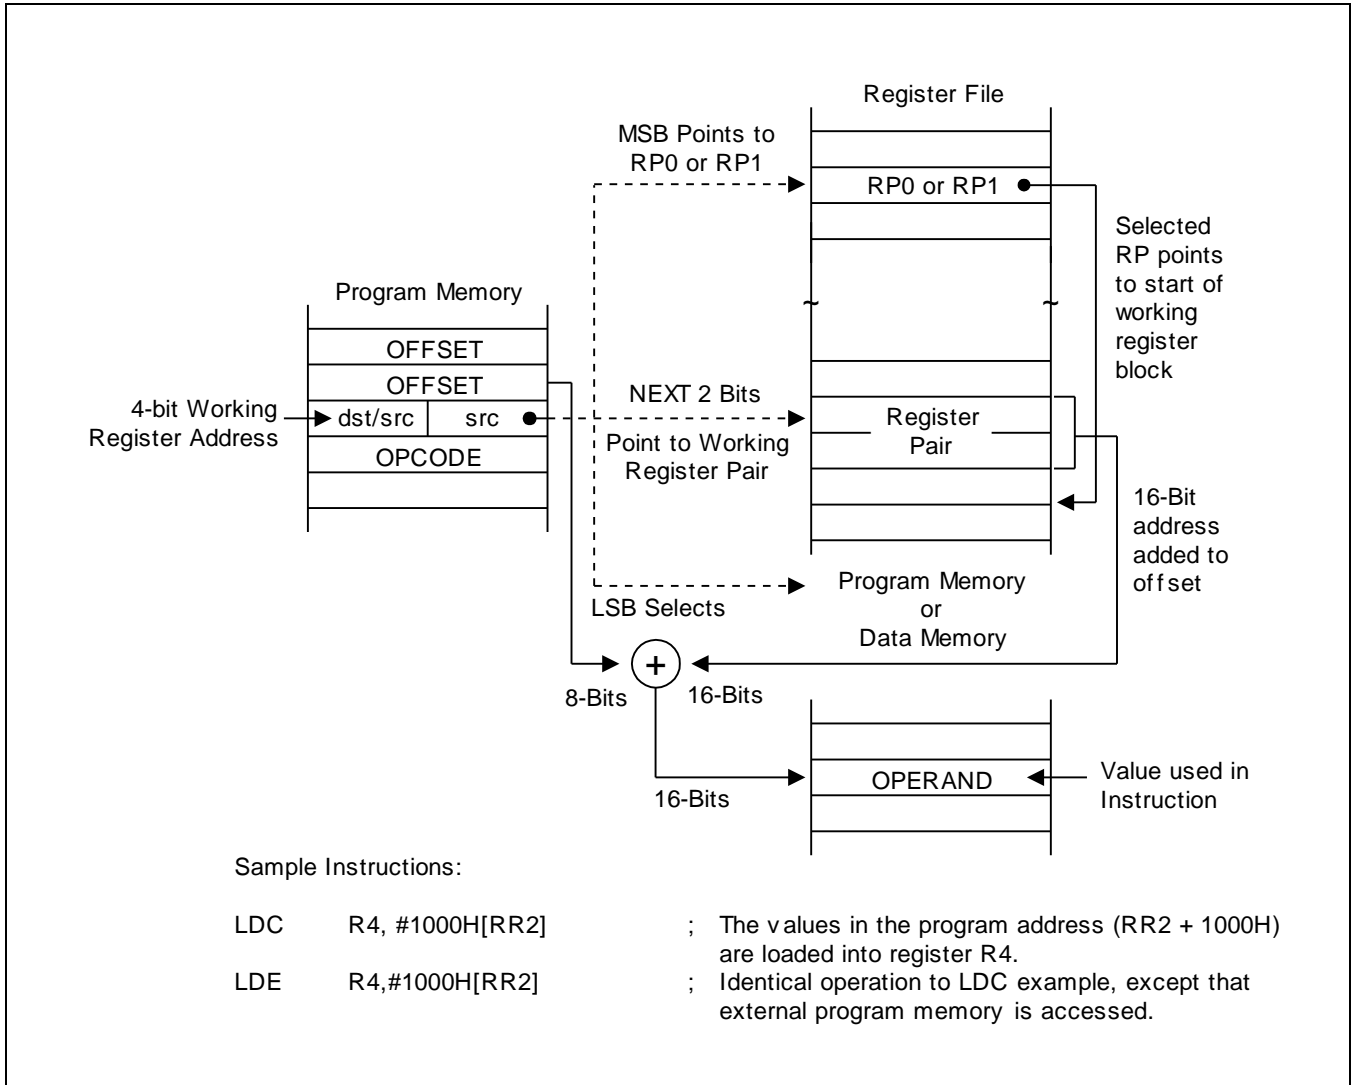 Register File
MSB Points to
RP0 or RP1
RP0 or RP1
Selected
RP points
to start of
working
register
block
Program Memory
OFFSET
OFFSET
4-bit Working
Register Address
dst/src
src
OPCODE
NEXT 2 Bits
Point to Working
Register Pair
Register
Pair
16-Bit
address
added to
offset
LSB Selects
Program Memory
or
Data Memory
+
8-Bits
16-Bits
16-Bits
OPERAND
Value used in
Instruction
Sample Instructions:
LDC R4, #1000H[RR2] ; The values in the program address (RR2 + 1000H)
are loaded into register R4.
LDE R4,#1000H[RR2] ; Identical operation to LDC example, except that
external program memory is accessed.